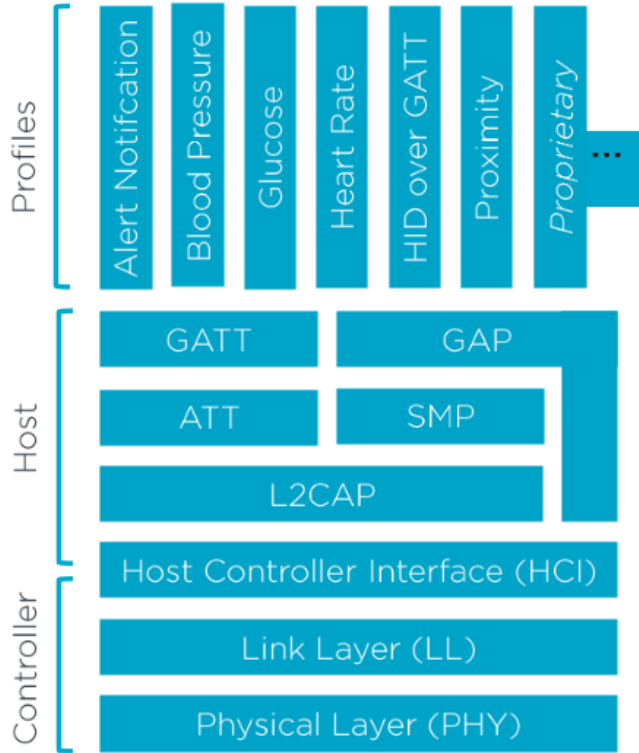 Profiles
Alert Notifcation
Blood Pressure
Glucose
Heart Rate
HID over GATT
Proximity
Proprietary
...
Host
GATT
GAP
ATT
SMP
L2CAP
Host Controller Interface (HCI)
Controller
Link Layer (LL)
Physical Layer (PHY)